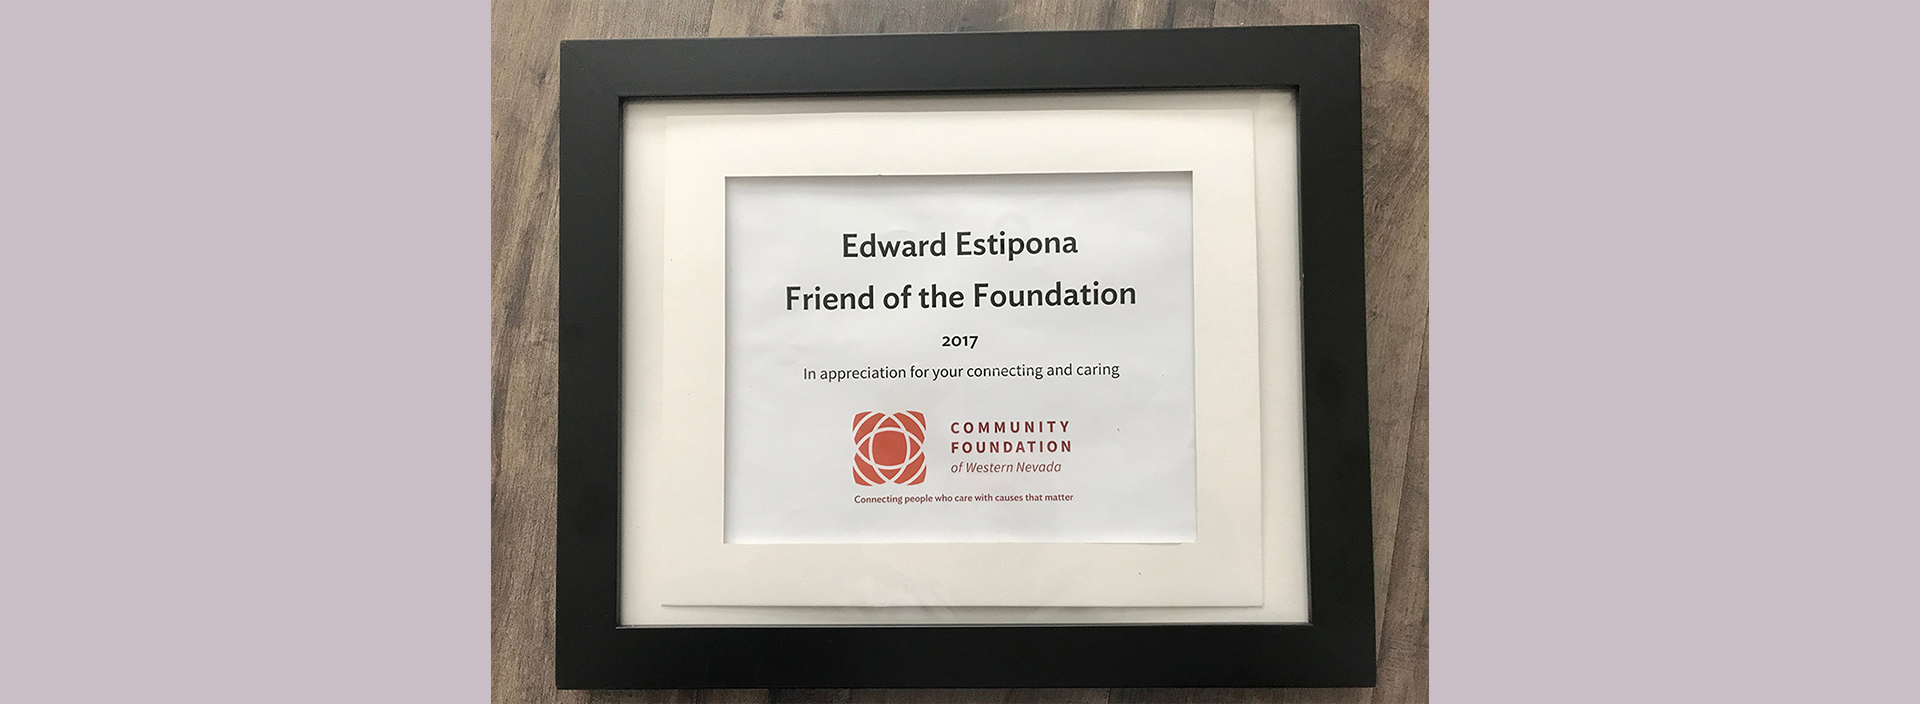 Edward Estipona
Friend of the Foundation
2017
In appreciation for your connecting and caring
COMMUNITY
FOUNDATION
of Western Nevada
Connecting people who care with causes that matter